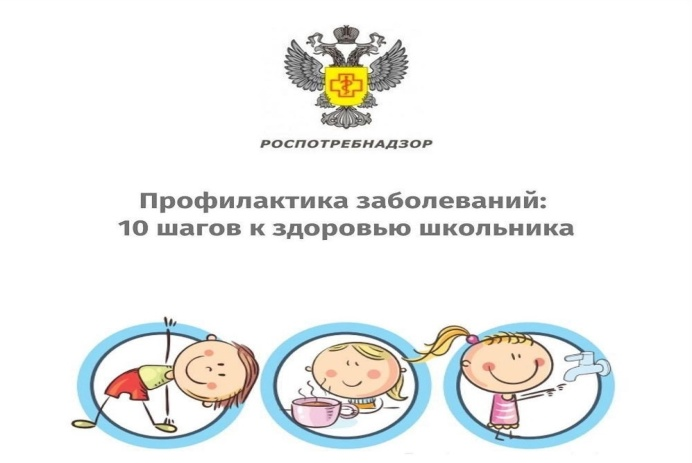 РОСПОТРЕБНАДЗОР
Профилактика заболеваний:
10 шагов к здоровью школьника